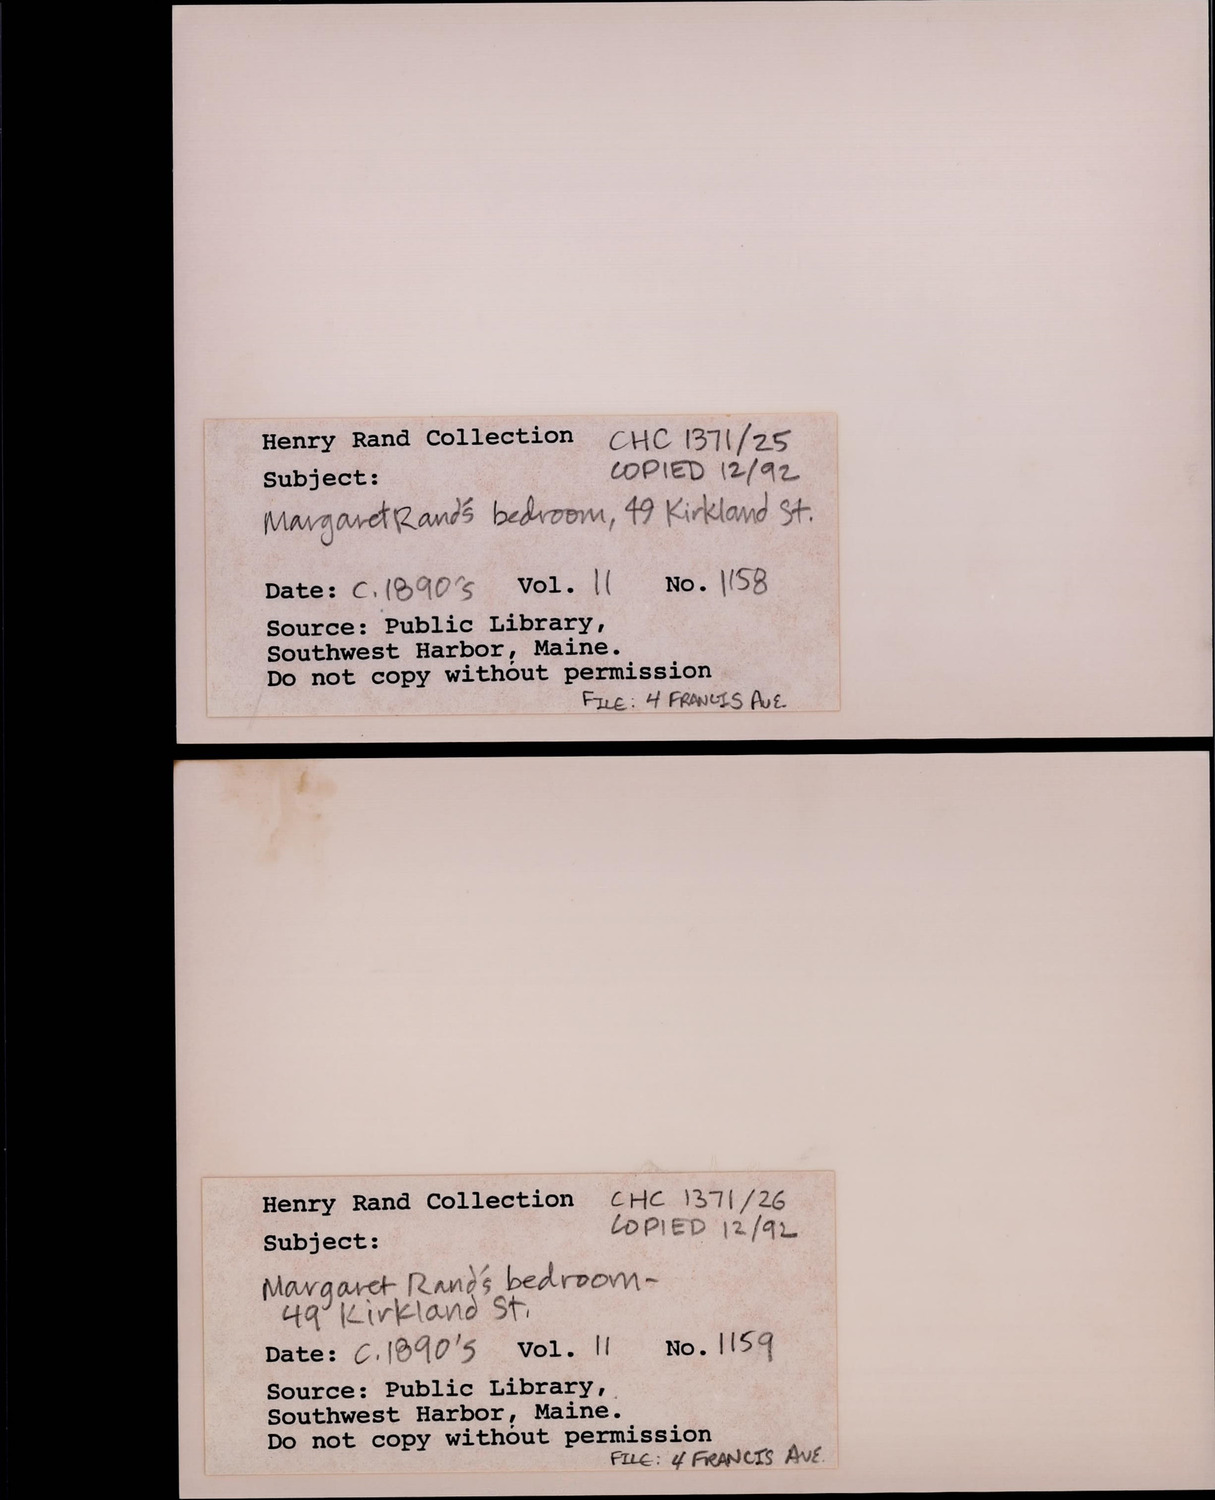 Henry Rand Collection CHC 1371/25
COPIED 12/92
Subject:
Margaret Rand's bedroom, 49 Kirkland St.
Date: C. 1890's Vol. 11 No. 1158
Source: Public Library,
Southwest Harbor, Maine.
Do not copy without permission
FILE: 4 FRANCIS AVE.
Henry Rand Collection CHC 1371/26
COPIED 12/92
Subject:
Margaret Rand's bedroom-
49 Kirkland St.
Date: C. 1890's Vol. 11 No. 1159
Source: Public Library,
Southwest Harbor, Maine.
Do not copy without permission
FILE: 4 FRANCIS AVE.